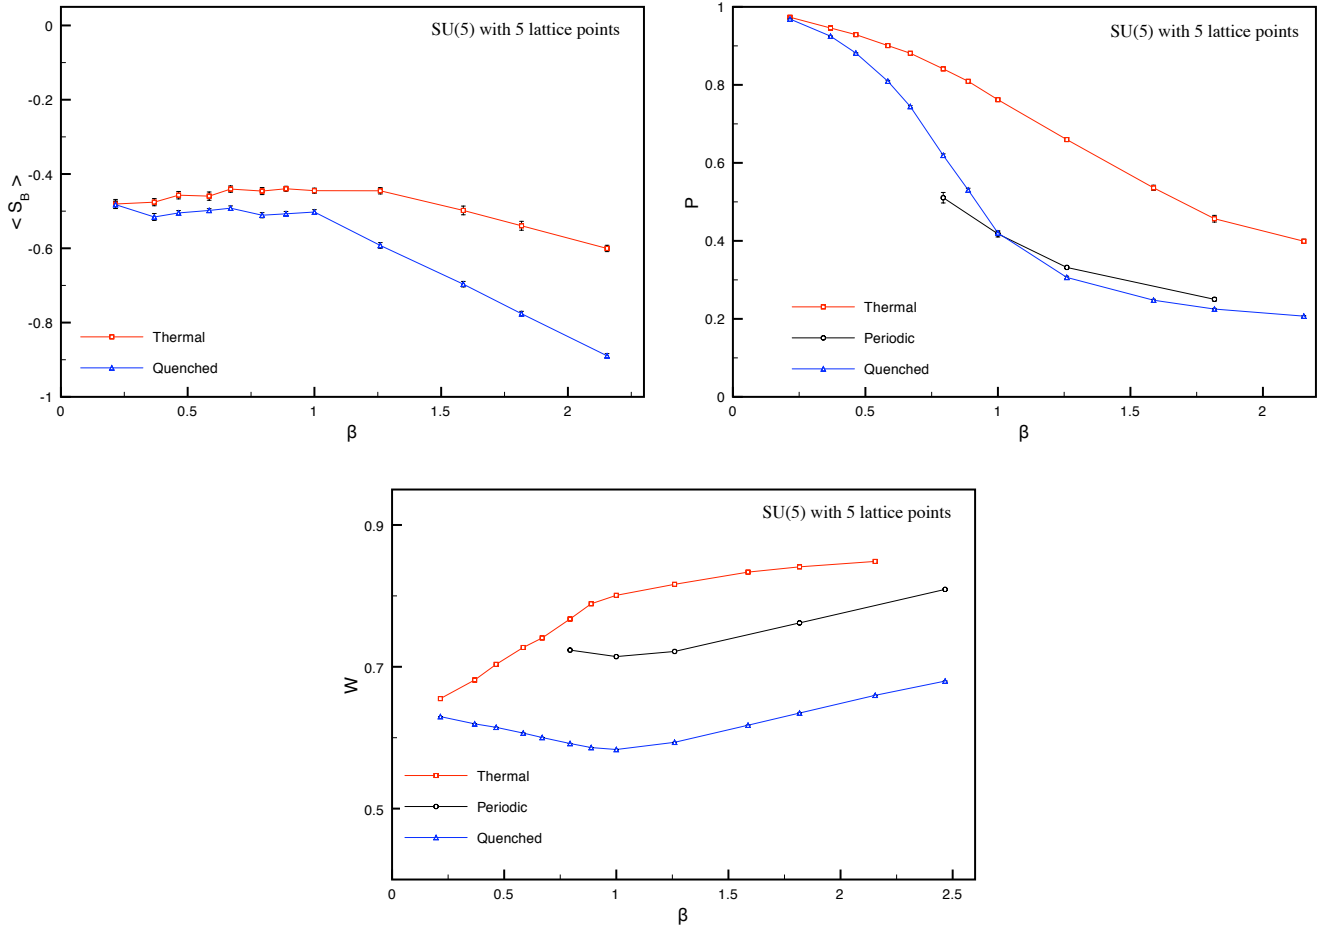 SU(5) with 5 lattice points
0
-0.2
-0.4
-0.6
-0.8
-1
< S_B >
Thermal
Quenched
0
0.5
1
1.5
2
β
SU(5) with 5 lattice points
1
0.8
0.6
0.4
0.2
0
P
Thermal
Periodic
Quenched
0
0.5
1
1.5
2
β
SU(5) with 5 lattice points
0.9
0.7
0.5
W
Thermal
Periodic
Quenched
0
0.5
1
1.5
2
2.5
β